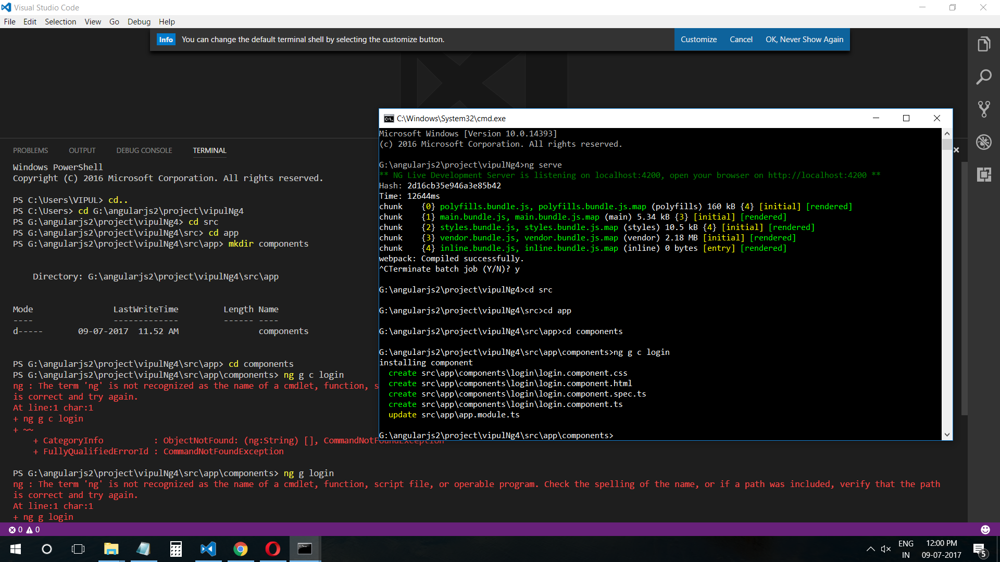 Visual Studio Code
File Edit Selection View Go Debug Help
Info You can change the default terminal shell by selecting the customize button. Customize Cancel OK, Never Show Again
PROBLEMS OUTPUT DEBUG CONSOLE TERMINAL
Windows PowerShell
Copyright (C) 2016 Microsoft Corporation. All rights reserved.
PS C:\Users\VIPUL> cd..
PS C:\Users> cd G:\angularjs2\project\vipulNg4
PS G:\angularjs2\project\vipulNg4> cd src
PS G:\angularjs2\project\vipulNg4\src> cd app
PS G:\angularjs2\project\vipulNg4\src\app> mkdir components
Directory: G:\angularjs2\project\vipulNg4\src\app
Mode LastWriteTime Length Name
---- ------------- ------ ----
d----- 09-07-2017 11.52 AM components
PS G:\angularjs2\project\vipulNg4\src\app> cd components
PS G:\angularjs2\project\vipulNg4\src\app\components> ng g c login
ng : The term 'ng' is not recognized as the name of a cmdlet, function, s
is correct and try again.
At line:1 char:1
+ ng g c login
+ ~~
+ CategoryInfo : ObjectNotFound: (ng:String) [], CommandNotFoundException
+ FullyQualifiedErrorId : CommandNotFoundException
PS G:\angularjs2\project\vipulNg4\src\app\components> ng g login
ng : The term 'ng' is not recognized as the name of a cmdlet, function, script file, or operable program. Check the spelling of the name, or if a path was included, verify that the path
is correct and try again.
At line:1 char:1
+ ng g login
C:\Windows\System32\cmd.exe
Microsoft Windows [Version 10.0.14393]
(c) 2016 Microsoft Corporation. All rights reserved.
G:\angularjs2\project\vipulNg4>ng serve
** NG Live Development Server is listening on localhost:4200, open your browser on http://localhost:4200 **
Hash: 2d16cb35e946a3e85b42
Time: 12644ms
chunk {0} polyfills.bundle.js, polyfills.bundle.js.map (polyfills) 160 kB {4} [initial] [rendered]
chunk {1} main.bundle.js, main.bundle.js.map (main) 5.34 kB {3} [initial] [rendered]
chunk {2} styles.bundle.js, styles.bundle.js.map (styles) 10.5 kB {4} [initial] [rendered]
chunk {3} vendor.bundle.js, vendor.bundle.js.map (vendor) 2.18 MB [initial] [rendered]
chunk {4} inline.bundle.js, inline.bundle.js.map (inline) 0 bytes [entry] [rendered]
webpack: Compiled successfully.
^CTerminate batch job (Y/N)? y
G:\angularjs2\project\vipulNg4>cd src
G:\angularjs2\project\vipulNg4\src>cd app
G:\angularjs2\project\vipulNg4\src\app>cd components
G:\angularjs2\project\vipulNg4\src\app\components>ng g c login
installing component
create src\app\components\login\login.component.css
create src\app\components\login\login.component.html
create src\app\components\login\login.component.spec.ts
create src\app\components\login\login.component.ts
update src\app\app.module.ts
G:\angularjs2\project\vipulNg4\src\app\components>
0 0
ENG 12:00 PM
IN 09-07-2017 5